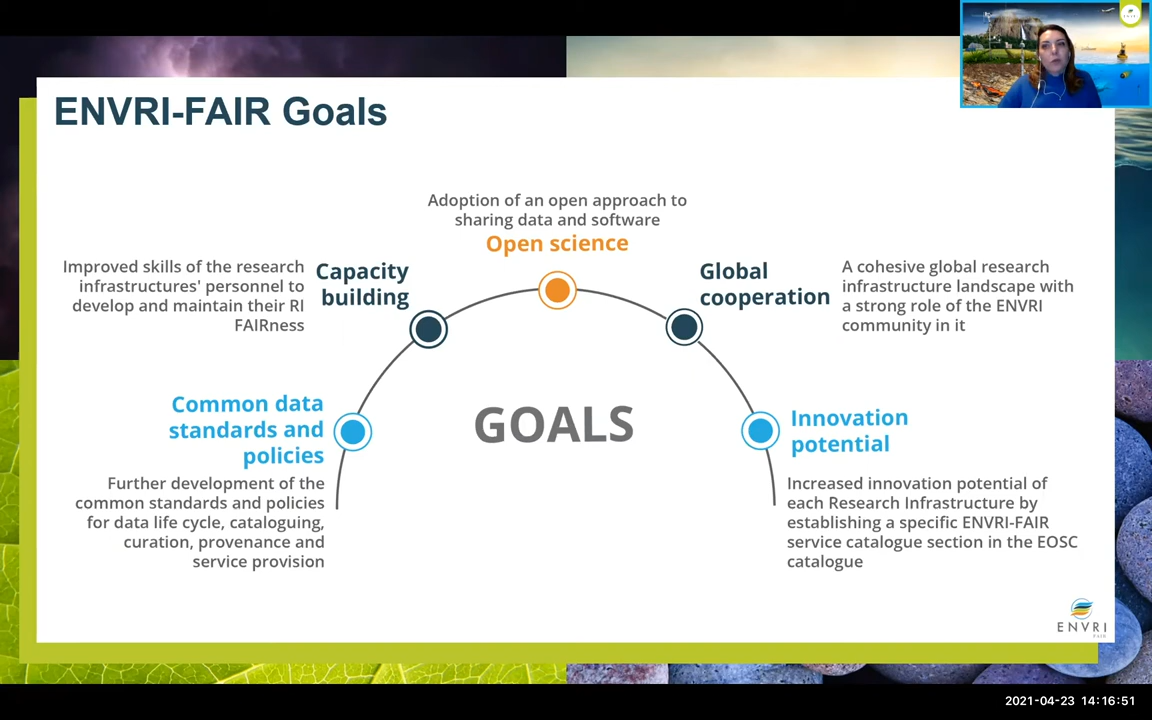 ENVRI-FAIR Goals
Adoption of an open approach to
sharing data and software
Open science
Improved skills of the research
infrastructures' personnel to
develop and maintain their RI
FAIRness
Capacity
building
Global
cooperation
A cohesive global research
infrastructure landscape with
a strong role of the ENVRI
community in it
Common data
standards and
policies
Further development of the
common standards and policies
for data life cycle, cataloguing,
curation, provenance and
service provision
GOALS
Innovation
potential
Increased innovation potential of
each Research Infrastructure by
establishing a specific ENVRI-FAIR
service catalogue section in the EOSC
catalogue
ENVRI
FAIR
2021-04-23 14:16:51